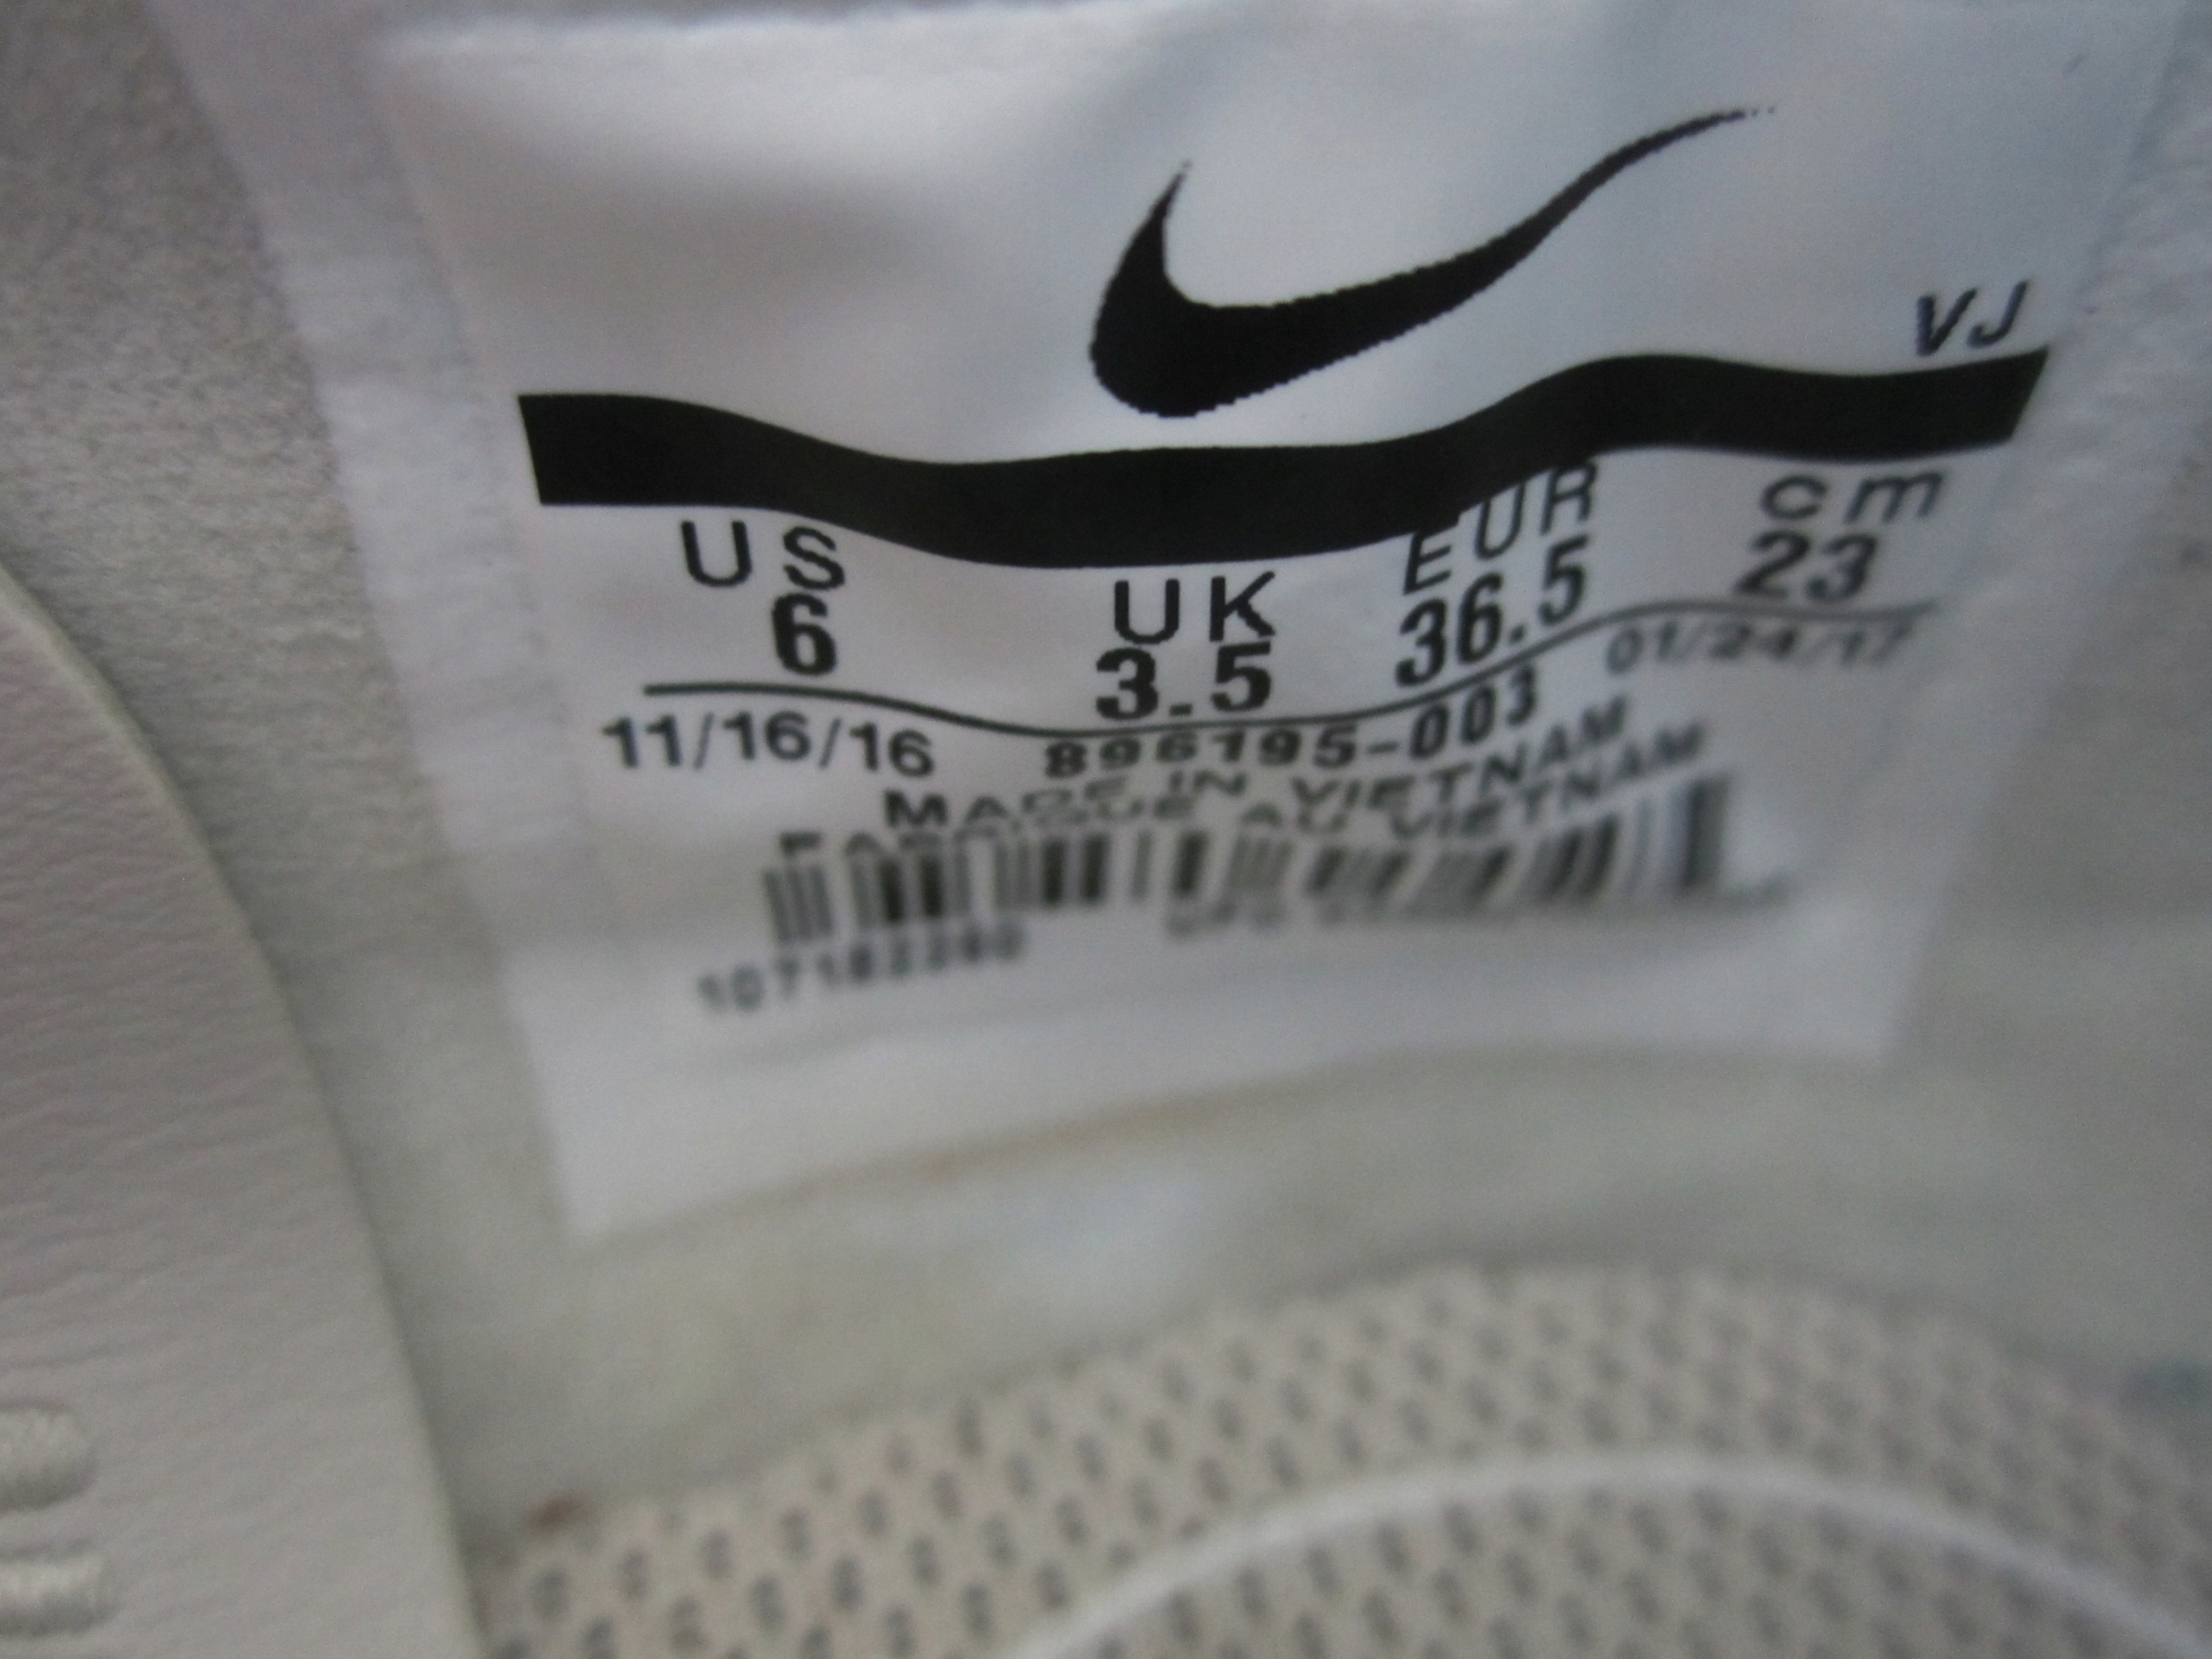 VJ
US UK EUR cm
6 3.5 36.5 23
11/16/16 896195-003 01/24/17
MADE IN VIETNAM
FABRIQUE AU VIETNAM